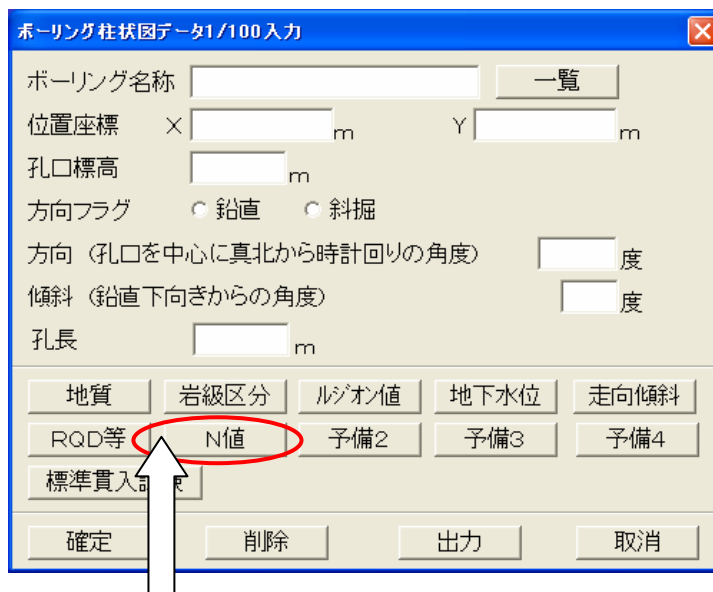 ボーリング柱状図データ1/100入力
ボーリング名称 一覧
位置座標 X m Y m
孔口標高 m
方向フラグ 鉛直 斜掘
方向（孔口を中心に真北から時計回りの角度） 度
傾斜（鉛直下向きからの角度） 度
孔長 m
地質 岩級区分 ルジオン値 地下水位 走向傾斜
RQD等 N値 予備2 予備3 予備4
標準貫入
確定 削除 出力 取消